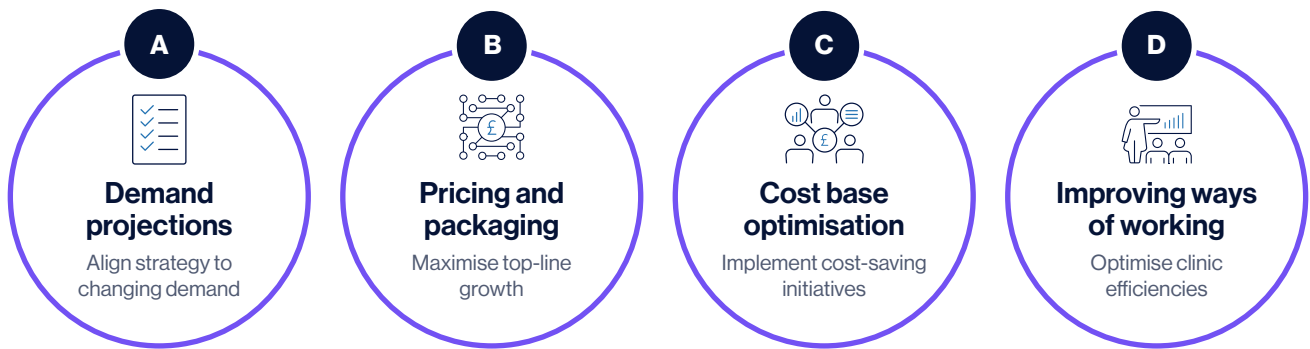 A
Demand
projections
Align strategy to
changing demand
B
£
Pricing and
packaging
Maximise top-line
growth
C
£
Cost base
optimisation
Implement cost-saving
initiatives
D
Improving ways
of working
Optimise clinic
efficiencies